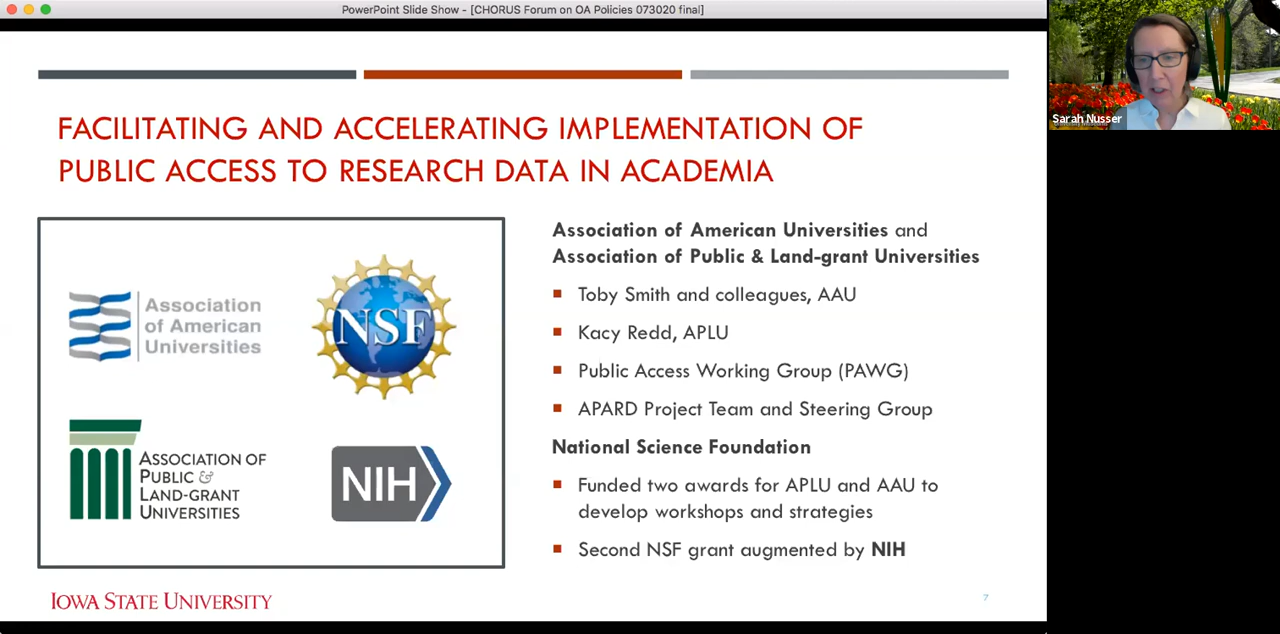 PowerPoint Slide Show - [CHORUS Forum on OA Policies 073020 final]
Sarah Nusser
FACILITATING AND ACCELERATING IMPLEMENTATION OF
PUBLIC ACCESS TO RESEARCH DATA IN ACADEMIA
Association
of American
Universities
NSF
ASSOCIATION OF
PUBLIC &
LAND-GRANT
UNIVERSITIES
NIH
Association of American Universities and
Association of Public & Land-grant Universities
Toby Smith and colleagues, AAU
Kacy Redd, APLU
Public Access Working Group (PAWG)
APARD Project Team and Steering Group
National Science Foundation
Funded two awards for APLU and AAU to
develop workshops and strategies
Second NSF grant augmented by NIH
IOWA STATE UNIVERSITY
7